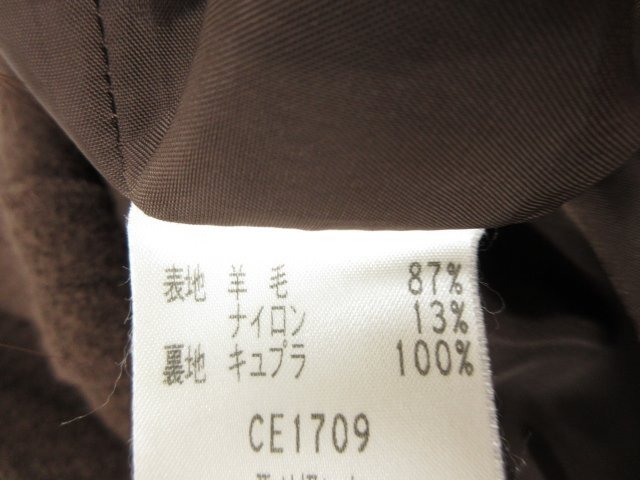 表地 羊毛 87%
ナイロン 13%
裏地 キュプラ 100%
CE1709